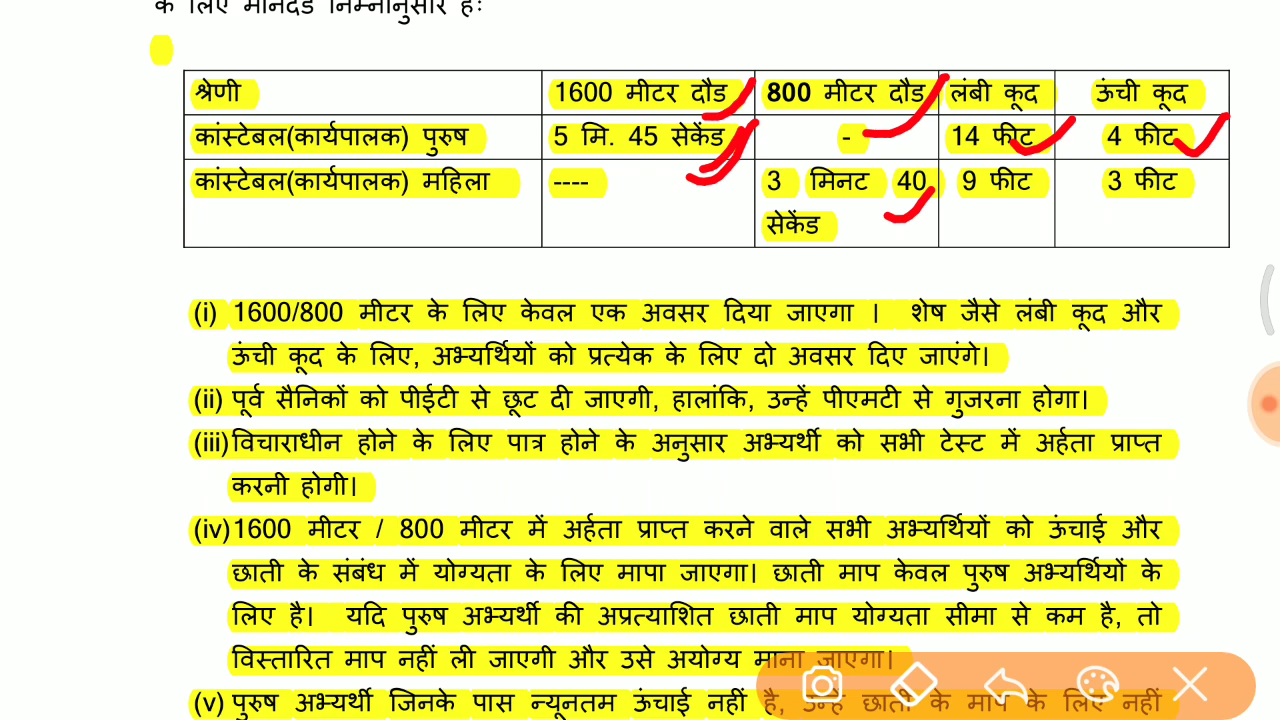 के लिए मानदंड निम्नानुसार हैः
श्रेणी 1600 मीटर दौड 800 मीटर दौड लंबी कूद ऊंची कूद
कांस्टेबल(कार्यपालक) पुरुष 5 मि. 45 सेकेंड - 14 फीट 4 फीट
कांस्टेबल(कार्यपालक) महिला ---- 3 मिनट 40 9 फीट 3 फीट
सेकेंड
(i) 1600/800 मीटर के लिए केवल एक अवसर दिया जाएगा । शेष जैसे लंबी कूद और
ऊंची कूद के लिए, अभ्यर्थियों को प्रत्येक के लिए दो अवसर दिए जाएंगे।
(ii) पूर्व सैनिकों को पीईटी से छूट दी जाएगी, हालांकि, उन्हें पीएमटी से गुजरना होगा।
(iii) विचाराधीन होने के लिए पात्र होने के अनुसार अभ्यर्थी को सभी टेस्ट में अर्हता प्राप्त
करनी होगी।
(iv) 1600 मीटर / 800 मीटर में अर्हता प्राप्त करने वाले सभी अभ्यर्थियों को ऊंचाई और
छाती के संबंध में योग्यता के लिए मापा जाएगा। छाती माप केवल पुरुष अभ्यर्थियों के
लिए है। यदि पुरुष अभ्यर्थी की अप्रत्याशित छाती माप योग्यता सीमा से कम है, तो
विस्तारित माप नहीं ली जाएगी और उसे अयोग्य माना जाएगा।
(v) पुरुष अभ्यर्थी जिनके पास न्यूनतम ऊंचाई नहीं है, उन्हें छाती के माप के लिए नहीं